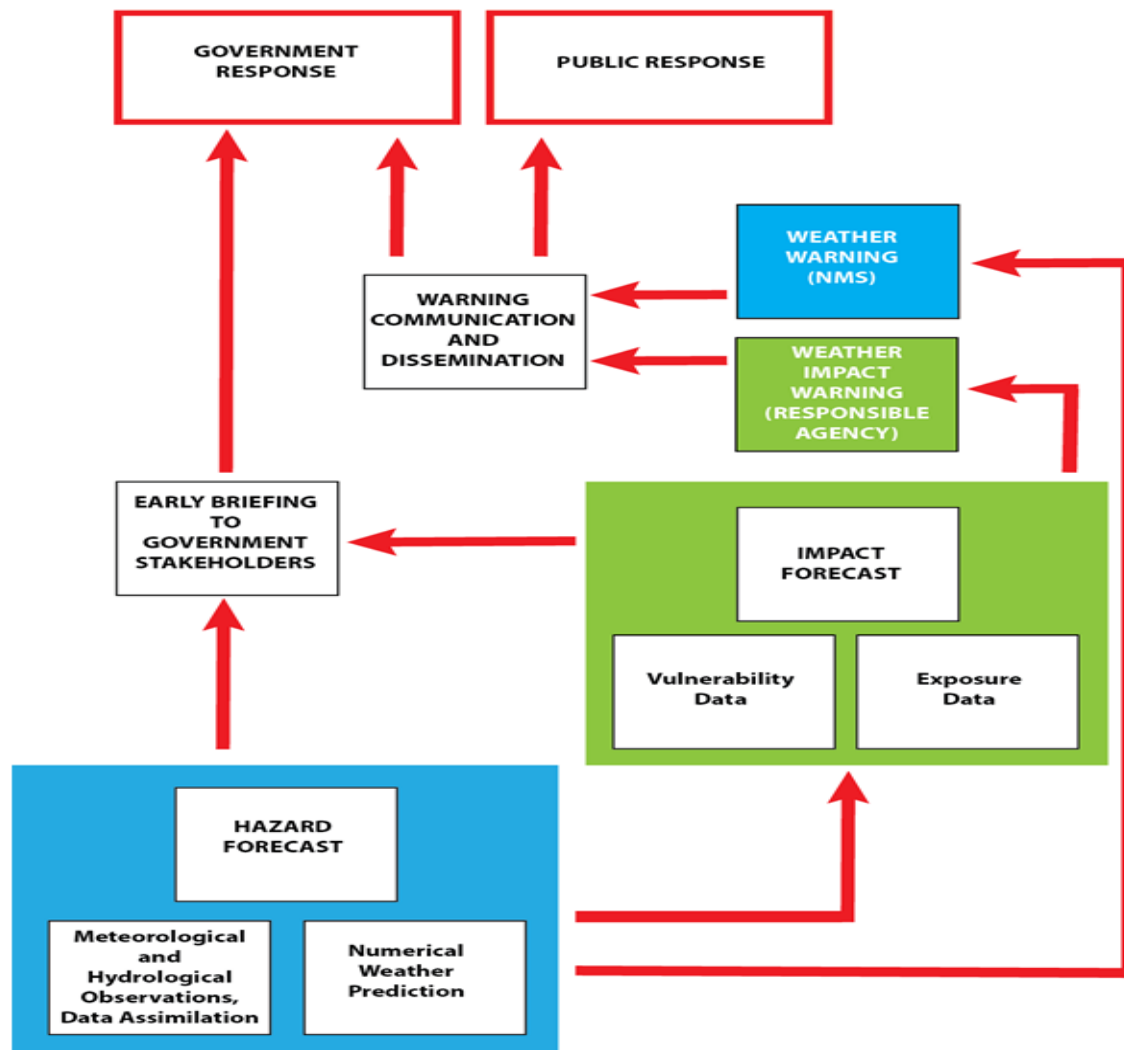 GOVERNMENT
RESPONSE
PUBLIC RESPONSE
WEATHER
WARNING
(NMS)
WARNING
COMMUNICATION
AND
DISSEMINATION
WEATHER
IMPACT
WARNING
(RESPONSIBLE
AGENCY)
EARLY BRIEFING
TO
GOVERNMENT
STAKEHOLDERS
IMPACT
FORECAST
Vulnerability
Data
Exposure
Data
HAZARD
FORECAST
Meteorological
and
Hydrological
Observations,
Data Assimilation
Numerical
Weather
Prediction